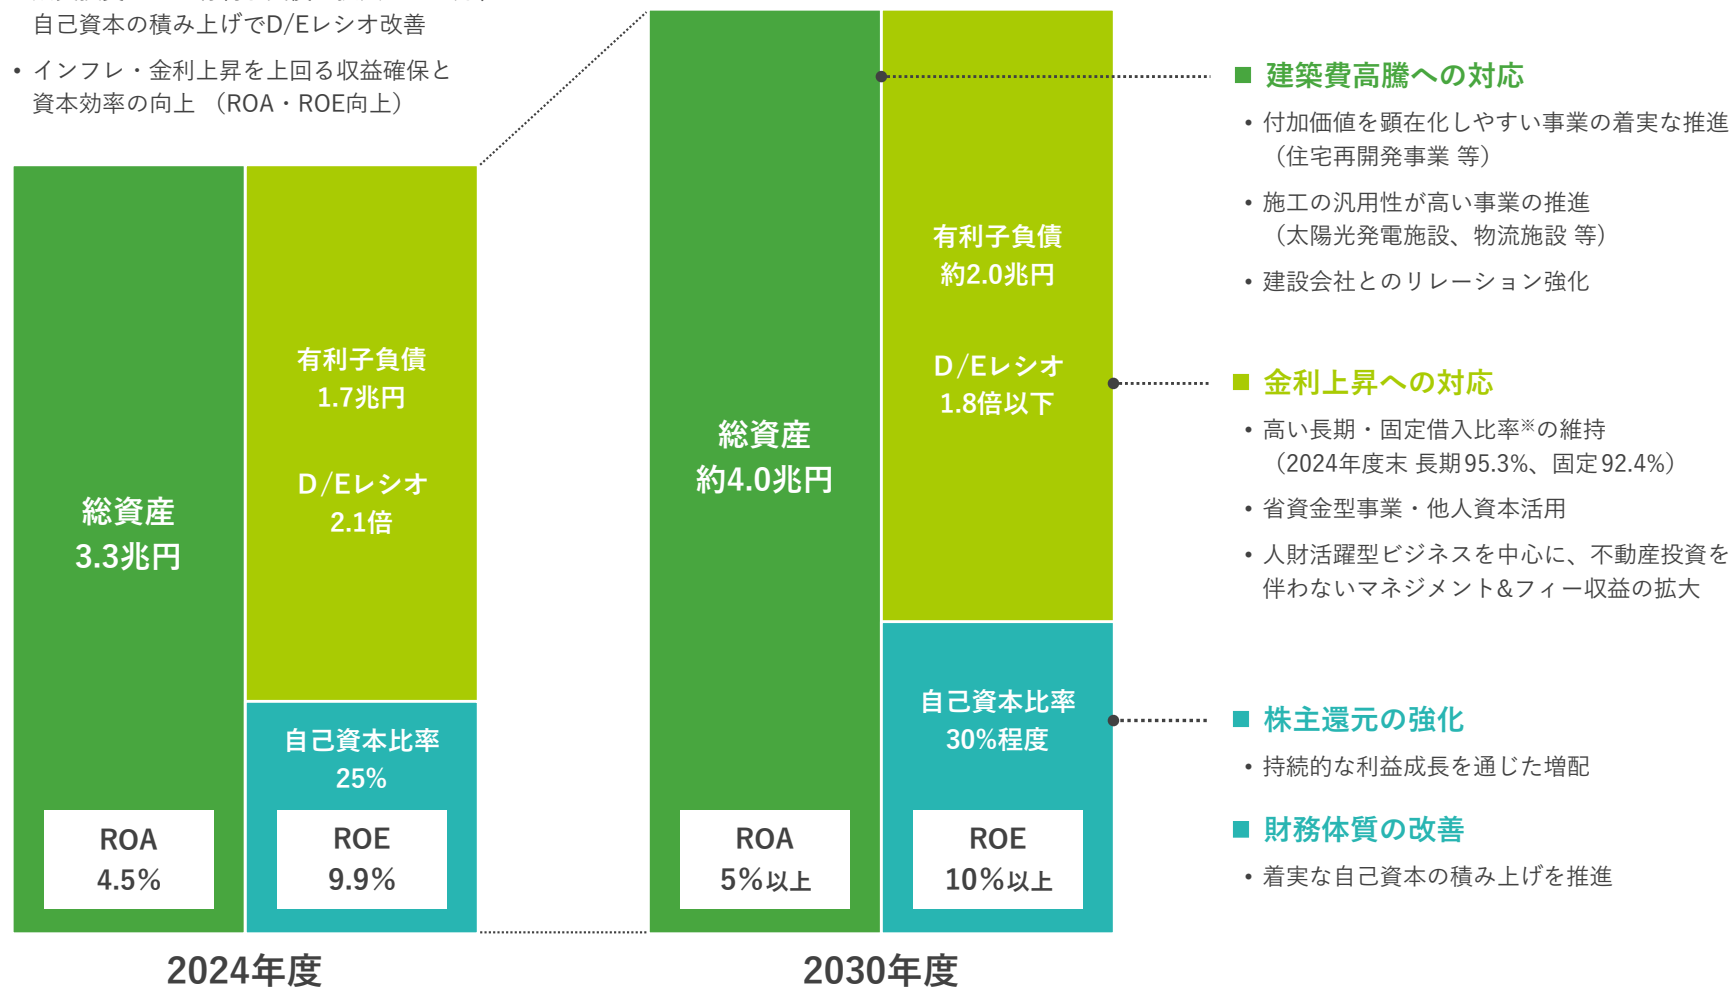 自己資本の積み上げでD/Eレシオ改善
• インフレ・金利上昇を上回る収益確保と
資本効率の向上 （ROA・ROE向上）
総資産
3.3兆円
有利子負債
1.7兆円
D/Eレシオ
2.1倍
自己資本比率
25%
ROA
4.5%
ROE
9.9%
2024年度
総資産
約4.0兆円
有利子負債
約2.0兆円
D/Eレシオ
1.8倍以下
自己資本比率
30%程度
ROA
5%以上
ROE
10%以上
2030年度
■ 建築費高騰への対応
• 付加価値を顕在化しやすい事業の着実な推進
（住宅再開発事業 等）
• 施工の汎用性が高い事業の推進
（太陽光発電施設、物流施設 等）
• 建設会社とのリレーション強化
■ 金利上昇への対応
• 高い長期・固定借入比率※の維持
（2024年度末 長期95.3%、固定92.4%）
• 省資金型事業・他人資本活用
• 人財活躍型ビジネスを中心に、不動産投資を
伴わないマネジメント&フィー収益の拡大
■ 株主還元の強化
• 持続的な利益成長を通じた増配
■ 財務体質の改善
• 着実な自己資本の積み上げを推進